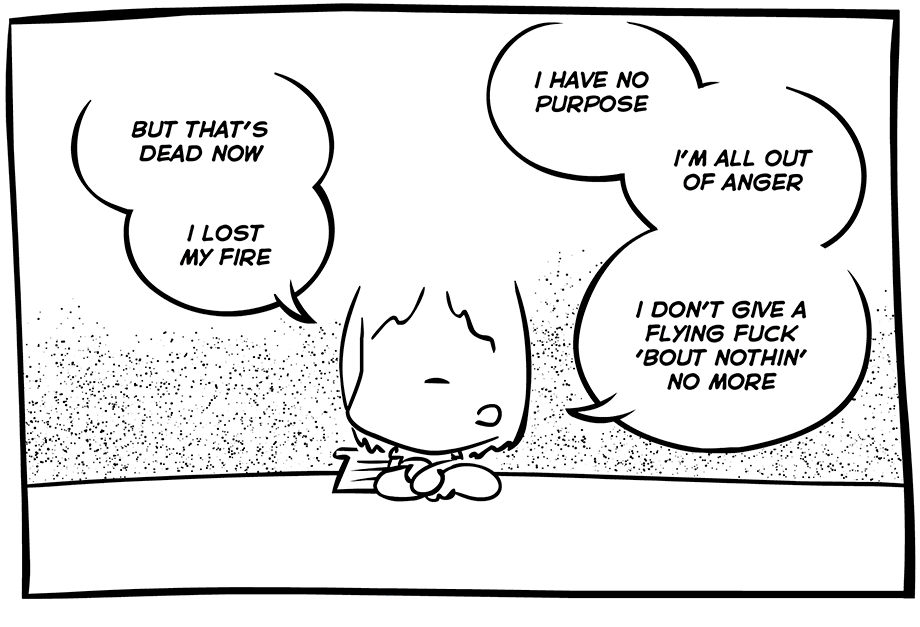 BUT THAT'S
DEAD NOW
I LOST
MY FIRE
I HAVE NO
PURPOSE
I'M ALL OUT
OF ANGER
I DON'T GIVE A
FLYING FUCK
'BOUT NOTHIN'
NO MORE